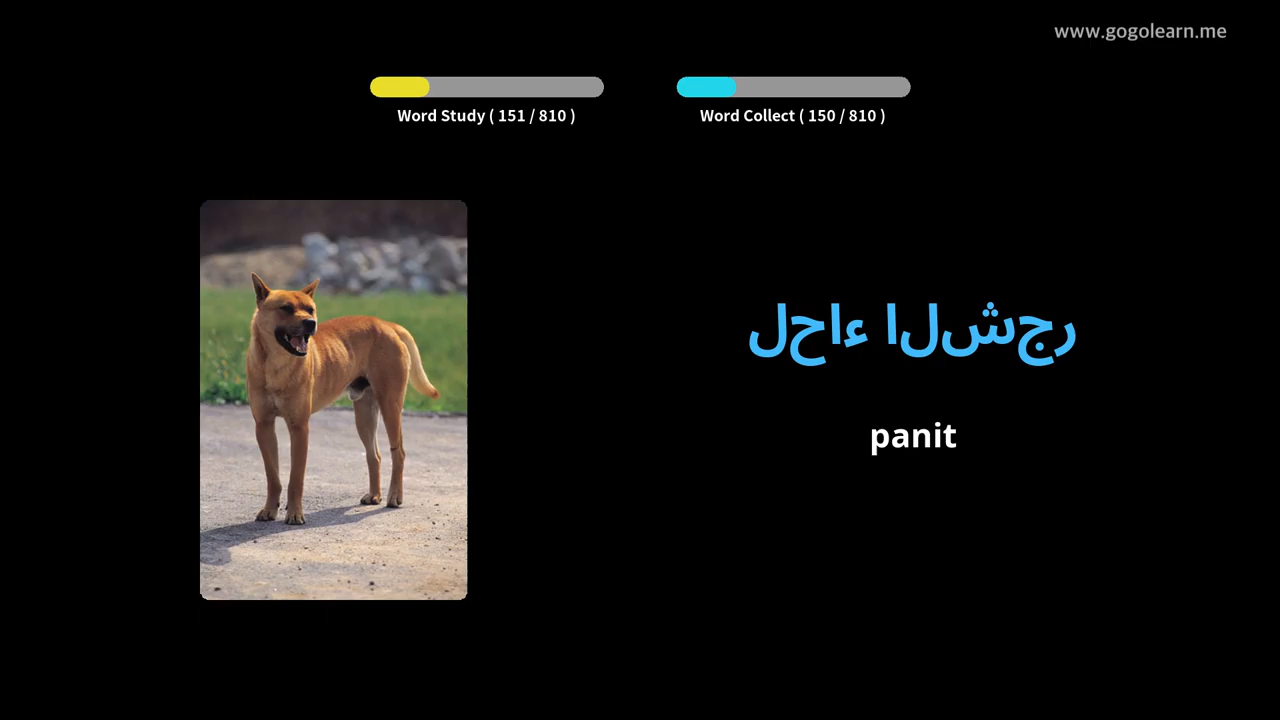 www.gogolearn.me
Word Study ( 151 / 810 )
Word Collect ( 150 / 810 )
لحاء الشجر
panit